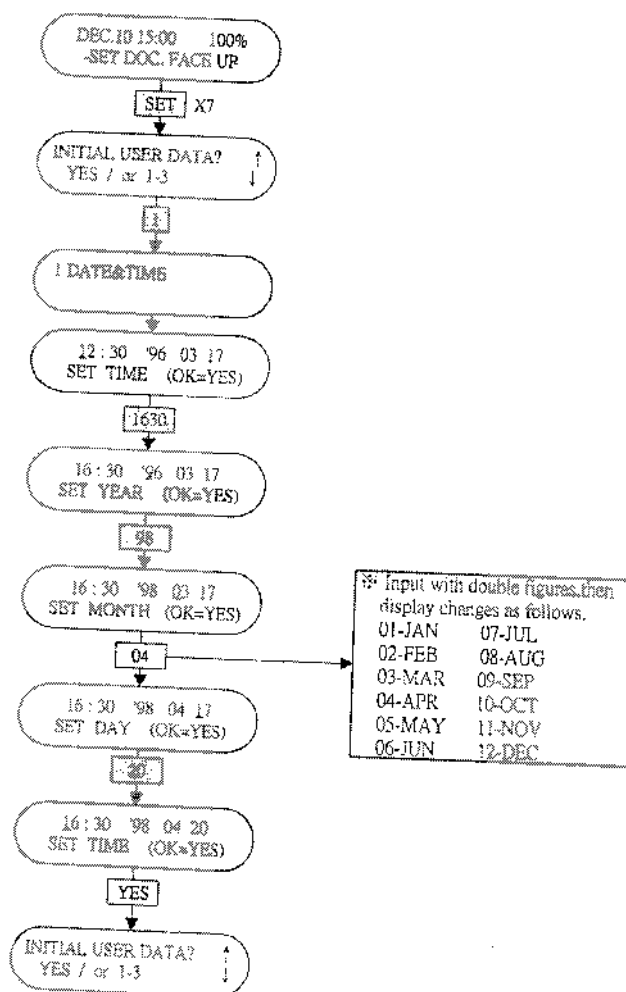 DEC.10 15:00 100%
-SET DOC. FACE UP
SET X7
INITIAL USER DATA? ↑
YES / or 1-3 ↓
1
1 DATE&TIME
12:30 '96 03 17
SET TIME (OK=YES)
1630
16:30 '96 03 17
SET YEAR (OK=YES)
98
16:30 '98 03 17
SET MONTH (OK=YES)
04
※ Input with double figures,then
display changes as follows.
01-JAN 07-JUL
02-FEB 08-AUG
03-MAR 09-SEP
04-APR 10-OCT
05-MAY 11-NOV
06-JUN 12-DEC
16:30 '98 04 17
SET DAY (OK=YES)
20
16:30 '98 04 20
SET TIME (OK=YES)
YES
INITIAL USER DATA? ↑
YES / or 1-3 ↓